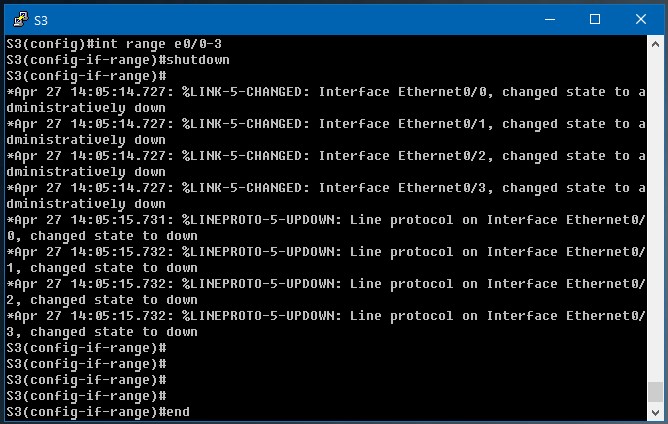 S3
S3(config)#int range e0/0-3
S3(config-if-range)#shutdown
S3(config-if-range)#
*Apr 27 14:05:14.727: %LINK-5-CHANGED: Interface Ethernet0/0, changed state to a
dministratively down
*Apr 27 14:05:14.727: %LINK-5-CHANGED: Interface Ethernet0/1, changed state to a
dministratively down
*Apr 27 14:05:14.727: %LINK-5-CHANGED: Interface Ethernet0/2, changed state to a
dministratively down
*Apr 27 14:05:14.727: %LINK-5-CHANGED: Interface Ethernet0/3, changed state to a
dministratively down
*Apr 27 14:05:15.731: %LINEPROTO-5-UPDOWN: Line protocol on Interface Ethernet0/
0, changed state to down
*Apr 27 14:05:15.732: %LINEPROTO-5-UPDOWN: Line protocol on Interface Ethernet0/
1, changed state to down
*Apr 27 14:05:15.732: %LINEPROTO-5-UPDOWN: Line protocol on Interface Ethernet0/
2, changed state to down
*Apr 27 14:05:15.732: %LINEPROTO-5-UPDOWN: Line protocol on Interface Ethernet0/
3, changed state to down
S3(config-if-range)#
S3(config-if-range)#
S3(config-if-range)#
S3(config-if-range)#
S3(config-if-range)#end